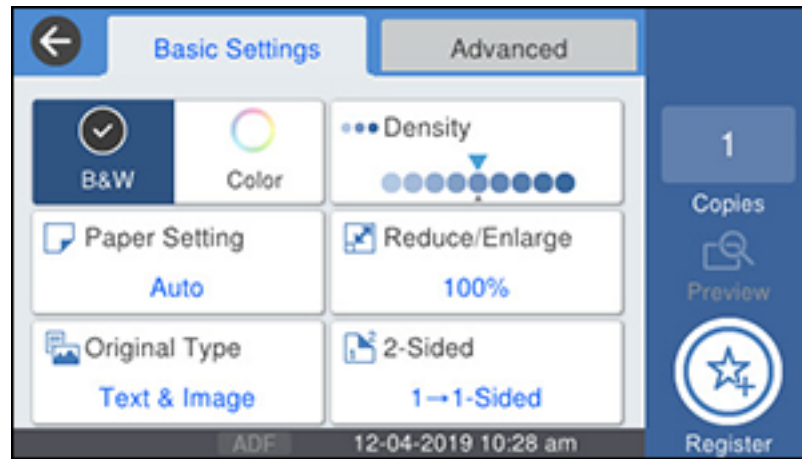 Basic Settings
Advanced
B&W
Color
Density
1
Copies
Paper Setting
Auto
Reduce/Enlarge
100%
Preview
Original Type
Text & Image
2-Sided
1→1-Sided
Register
ADF
12-04-2019 10:28 am